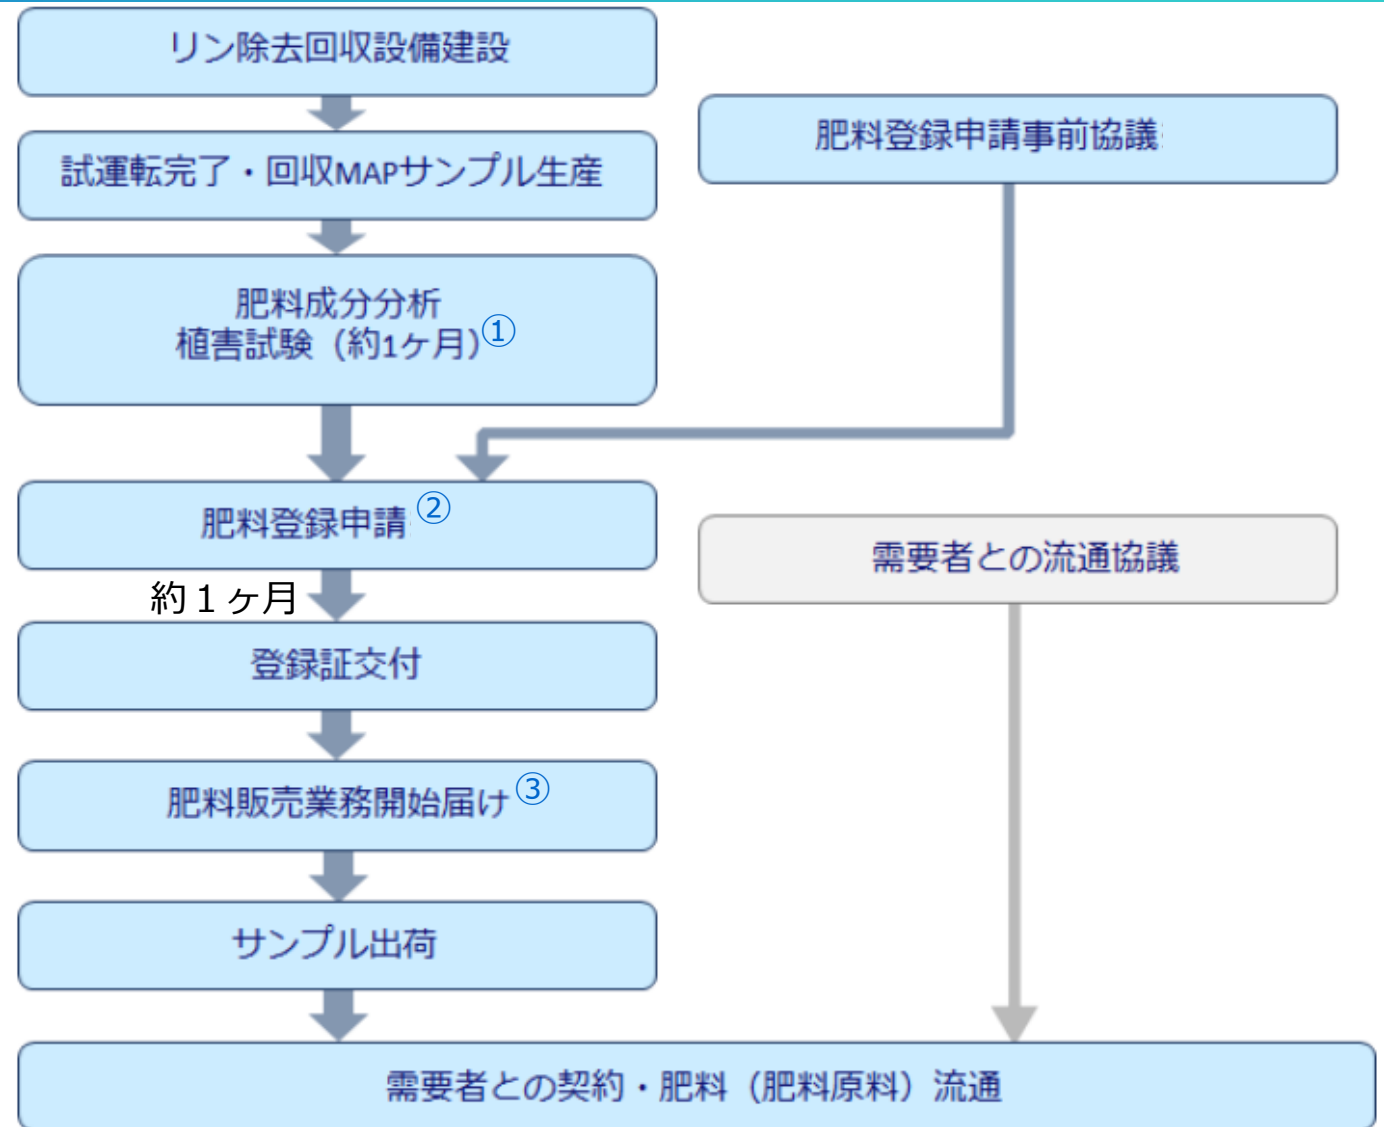 リン除去回収設備建設
肥料登録申請事前協議
試運転完了・回収MAPサンプル生産
肥料成分分析
植害試験（約1ヶ月）①
肥料登録申請②
需要者との流通協議
約１ヶ月
登録証交付
肥料販売業務開始届け③
サンプル出荷
需要者との契約・肥料（肥料原料）流通